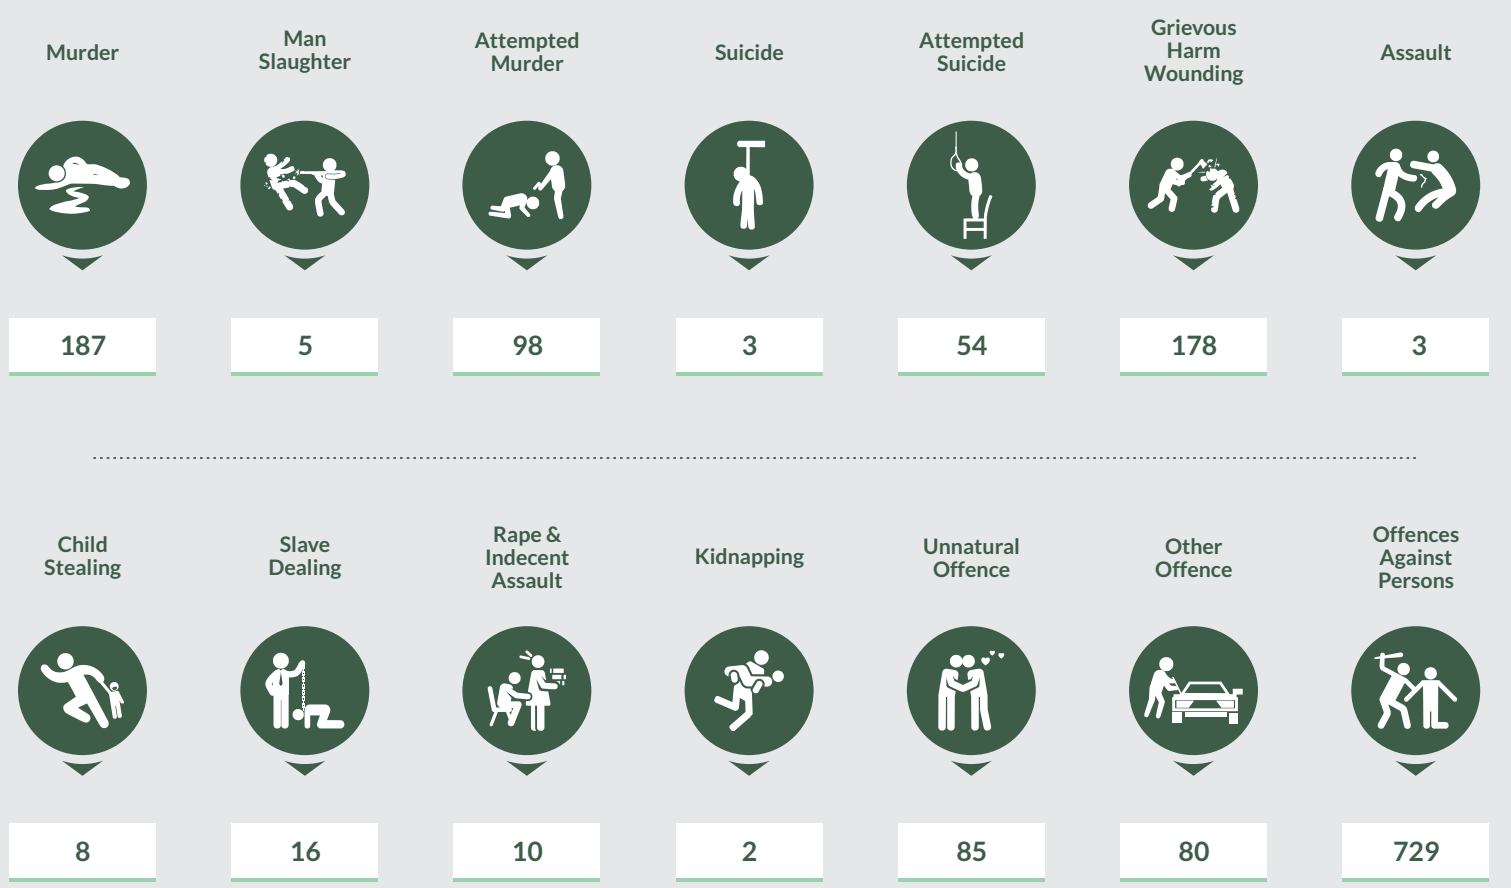 Murder
Man
Slaughter
Attempted
Murder
Suicide
Attempted
Suicide
Grievous
Harm
Wounding
Assault
187
5
98
3
54
178
3
Child
Stealing
Slave
Dealing
Rape &
Indecent
Assault
Kidnapping
Unnatural
Offence
Other
Offence
Offences
Against
Persons
8
16
10
2
85
80
729